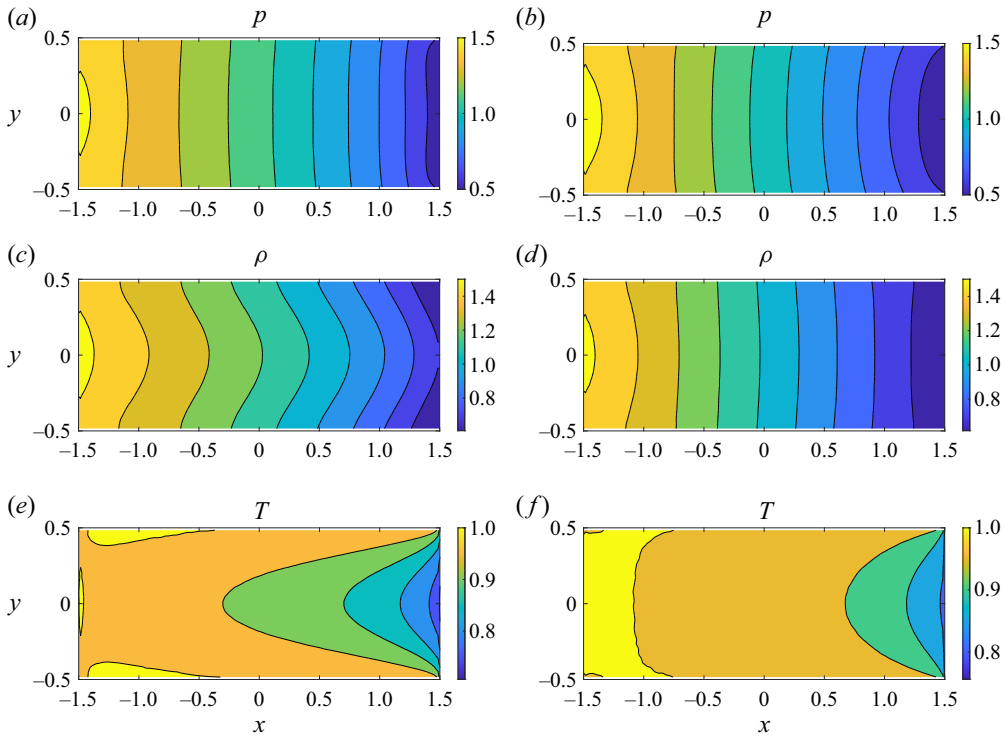 (a) p (b) p
0.5 1.5 0.5 1.5
y 0 1.0 0 1.0
–0.5 0.5 –0.5 0.5
–1.5 –1.0 –0.5 0 0.5 1.0 1.5 –1.5 –1.0 –0.5 0 0.5 1.0 1.5
(c) ρ (d) ρ
0.5 0.5
1.4 1.4
1.2 1.2
y 0 0
1.0 1.0
0.8 0.8
–0.5 –0.5
–1.5 –1.0 –0.5 0 0.5 1.0 1.5 –1.5 –1.0 –0.5 0 0.5 1.0 1.5
(e) T (f) T
0.5 1.0 0.5 1.0
0.9 0.9
y 0 0
0.8 0.8
–0.5 –0.5
–1.5 –1.0 –0.5 0 0.5 1.0 1.5 –1.5 –1.0 –0.5 0 0.5 1.0 1.5
x x